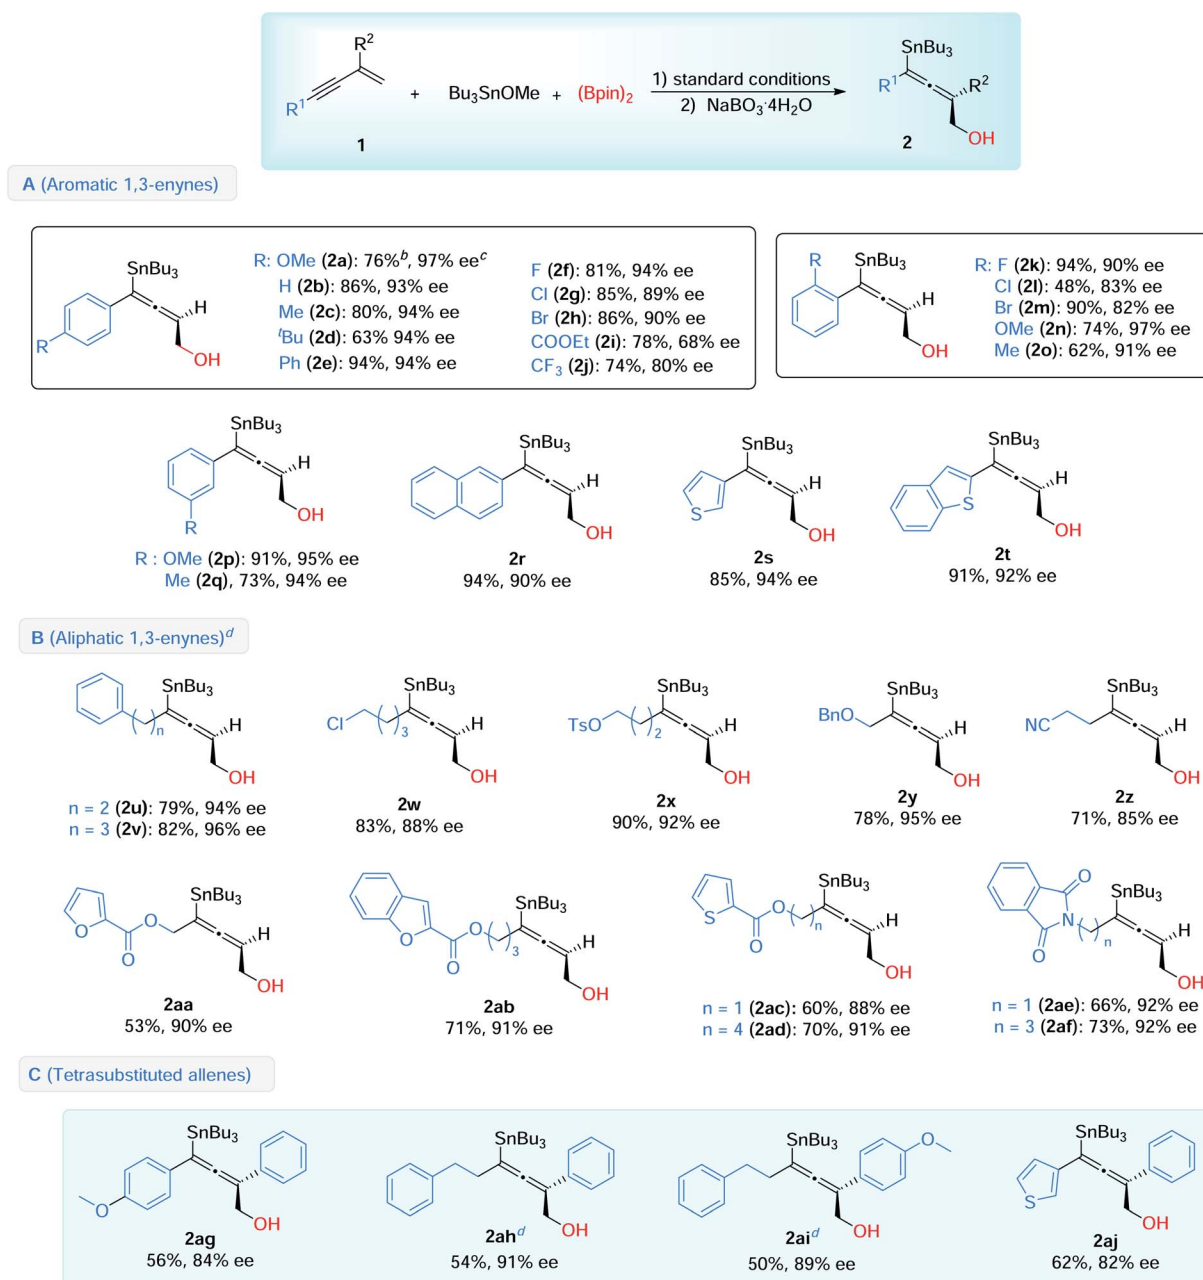 R²
R¹
1
+ Bu₃SnOMe + (Bpin)₂
1) standard conditions
2) NaBO₃·4H₂O
SnBu₃
R¹
R²
OH
2
A (Aromatic 1,3-enynes)
SnBu₃
H
R
OH
R: OMe (2a): 76%ᵇ, 97% eeᶜ
H (2b): 86%, 93% ee
Me (2c): 80%, 94% ee
ᵗBu (2d): 63% 94% ee
Ph (2e): 94%, 94% ee
F (2f): 81%, 94% ee
Cl (2g): 85%, 89% ee
Br (2h): 86%, 90% ee
COOEt (2i): 78%, 68% ee
CF₃ (2j): 74%, 80% ee
R
SnBu₃
H
OH
R: F (2k): 94%, 90% ee
Cl (2l): 48%, 83% ee
Br (2m): 90%, 82% ee
OMe (2n): 74%, 97% ee
Me (2o): 62%, 91% ee
SnBu₃
H
R
OH
R : OMe (2p): 91%, 95% ee
Me (2q), 73%, 94% ee
SnBu₃
H
OH
2r
94%, 90% ee
SnBu₃
H
S
OH
2s
85%, 94% ee
SnBu₃
H
S
OH
2t
91%, 92% ee
B (Aliphatic 1,3-enynes)ᵈ
SnBu₃
H
( )n
OH
n = 2 (2u): 79%, 94% ee
n = 3 (2v): 82%, 96% ee
SnBu₃
Cl
( )₃
H
OH
2w
83%, 88% ee
SnBu₃
TsO
( )₂
H
OH
2x
90%, 92% ee
SnBu₃
BnO
H
OH
2y
78%, 95% ee
SnBu₃
NC
H
OH
2z
71%, 85% ee
SnBu₃
O
O
O
H
OH
2aa
53%, 90% ee
SnBu₃
O
O
O
( )₃
H
OH
2ab
71%, 91% ee
SnBu₃
S
O
O
( )n
H
OH
n = 1 (2ac): 60%, 88% ee
n = 4 (2ad): 70%, 91% ee
O
SnBu₃
N
( )n
O
H
OH
n = 1 (2ae): 66%, 92% ee
n = 3 (2af): 73%, 92% ee
C (Tetrasubstituted allenes)
SnBu₃
O
OH
2ag
56%, 84% ee
SnBu₃
OH
2ahᵈ
54%, 91% ee
SnBu₃
O
OH
2aiᵈ
50%, 89% ee
SnBu₃
S
OH
2aj
62%, 82% ee